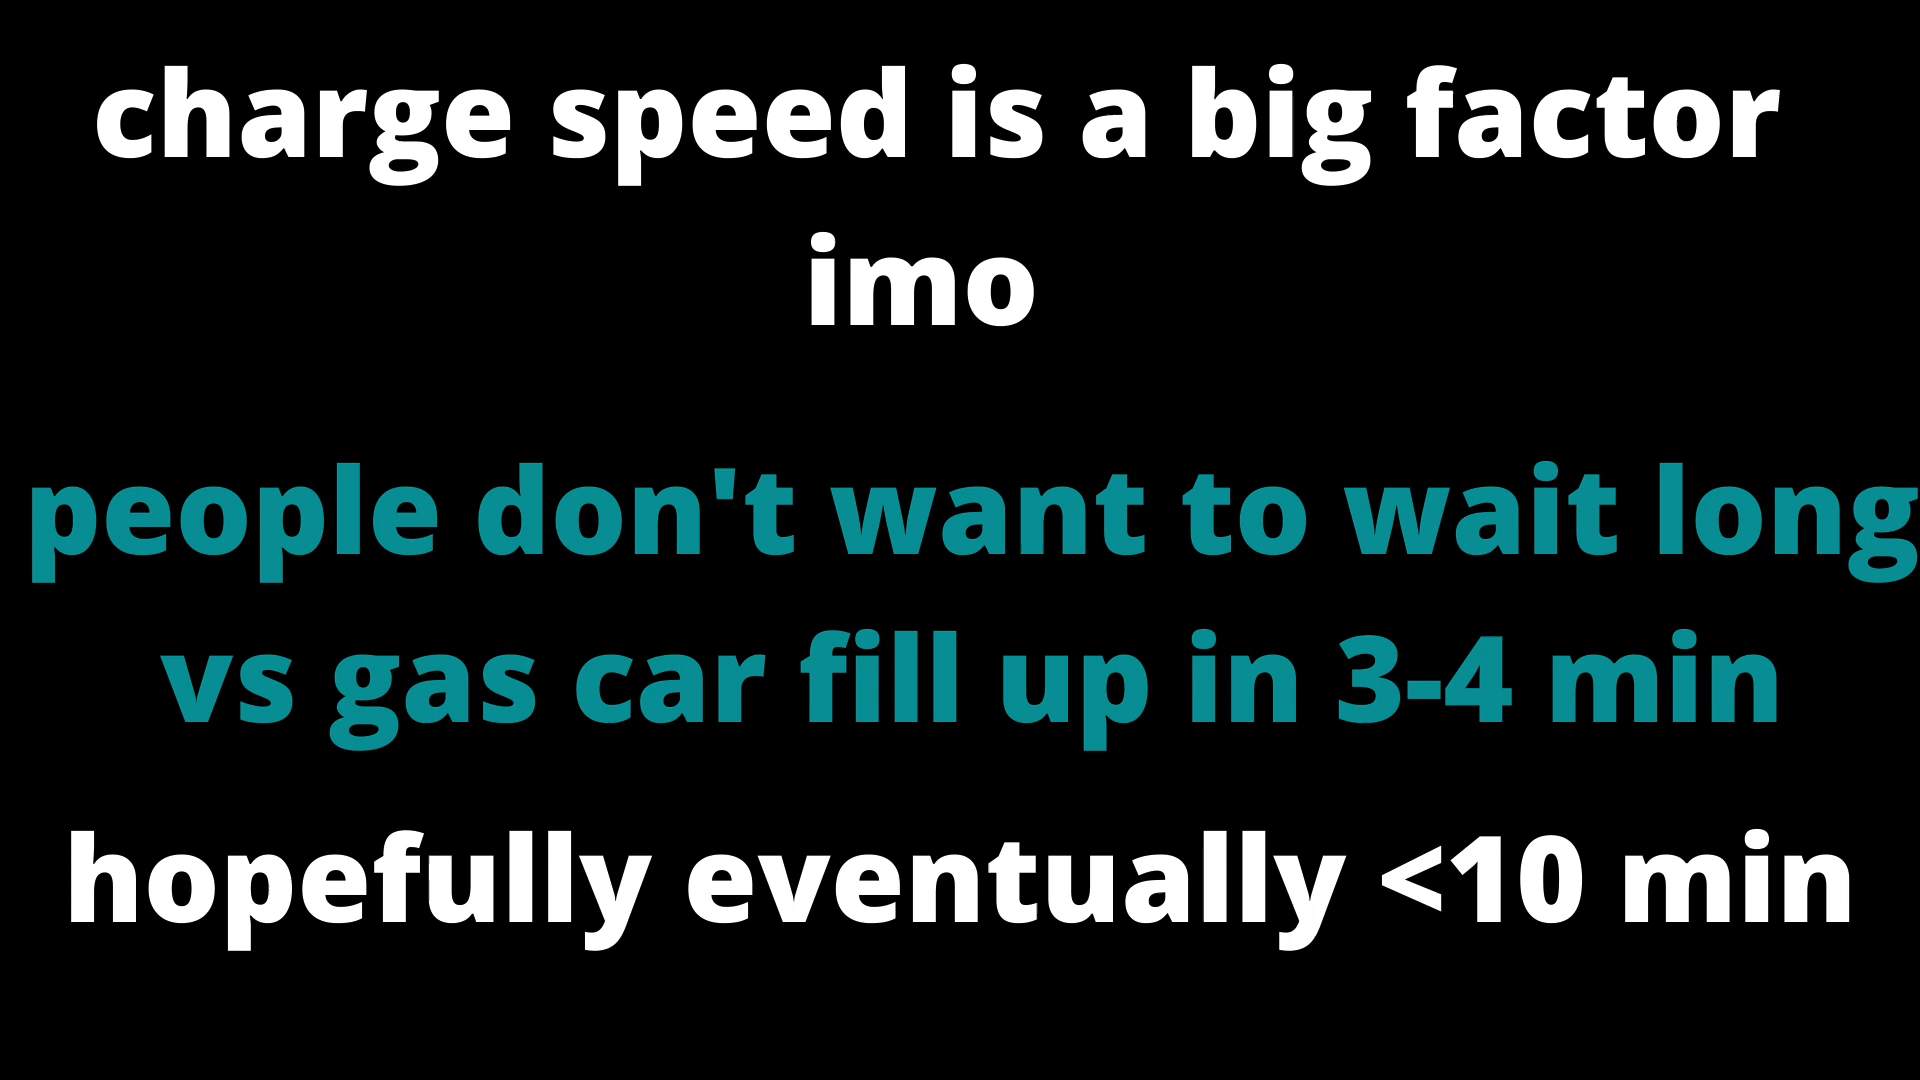 charge speed is a big factor
imo
people don't want to wait long
vs gas car fill up in 3-4 min
hopefully eventually <10 min